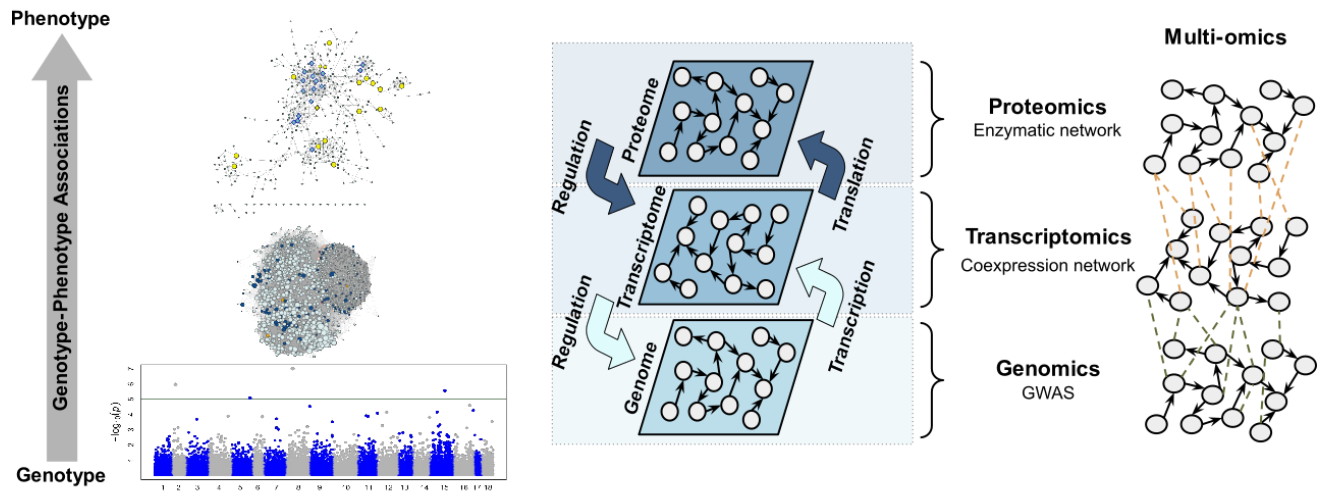 Phenotype
Genotype-Phenotype Associations
Genotype
-log10(p)
7
6
5
4
3
2
1
1 2 3 4 5 6 7 8 9 10 11 12 13 14 15 16 17 18
Regulation
Proteome
Translation
Transcriptome
Regulation
Genome
Transcription
Proteomics
Enzymatic network
Transcriptomics
Coexpression network
Genomics
GWAS
Multi-omics